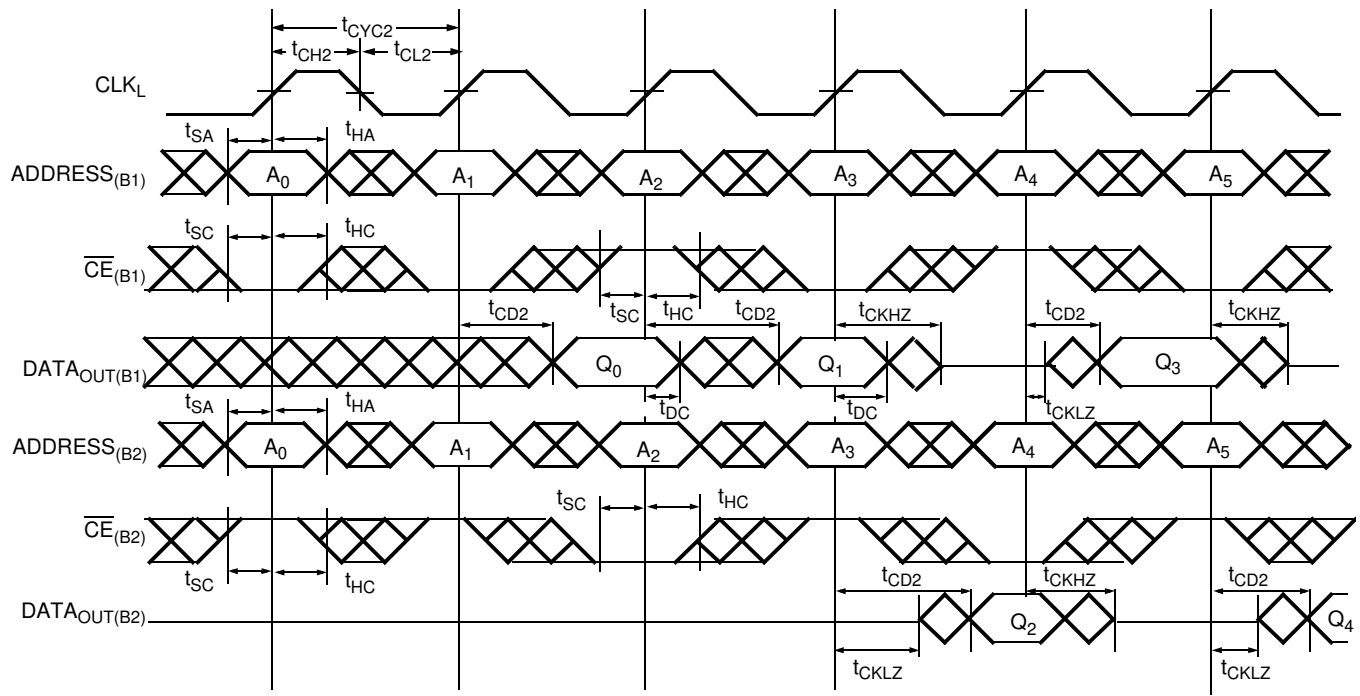 tCYC2
tCH2 tCL2
CLKL
tSA tHA
ADDRESS(B1) A0 A1 A2 A3 A4 A5
tSC tHC
CE(B1)
tSC tHC
tCD2 tCD2 tCKHZ tCD2 tCKHZ
DATAOUT(B1) Q0 Q1 Q3
tDC tDC tCKLZ
tSA tHA
ADDRESS(B2) A0 A1 A2 A3 A4 A5
tSC tHC
CE(B2)
tSC tHC
tCD2 tCKHZ tCD2
DATAOUT(B2) Q2 Q4
tCKLZ tCKLZ